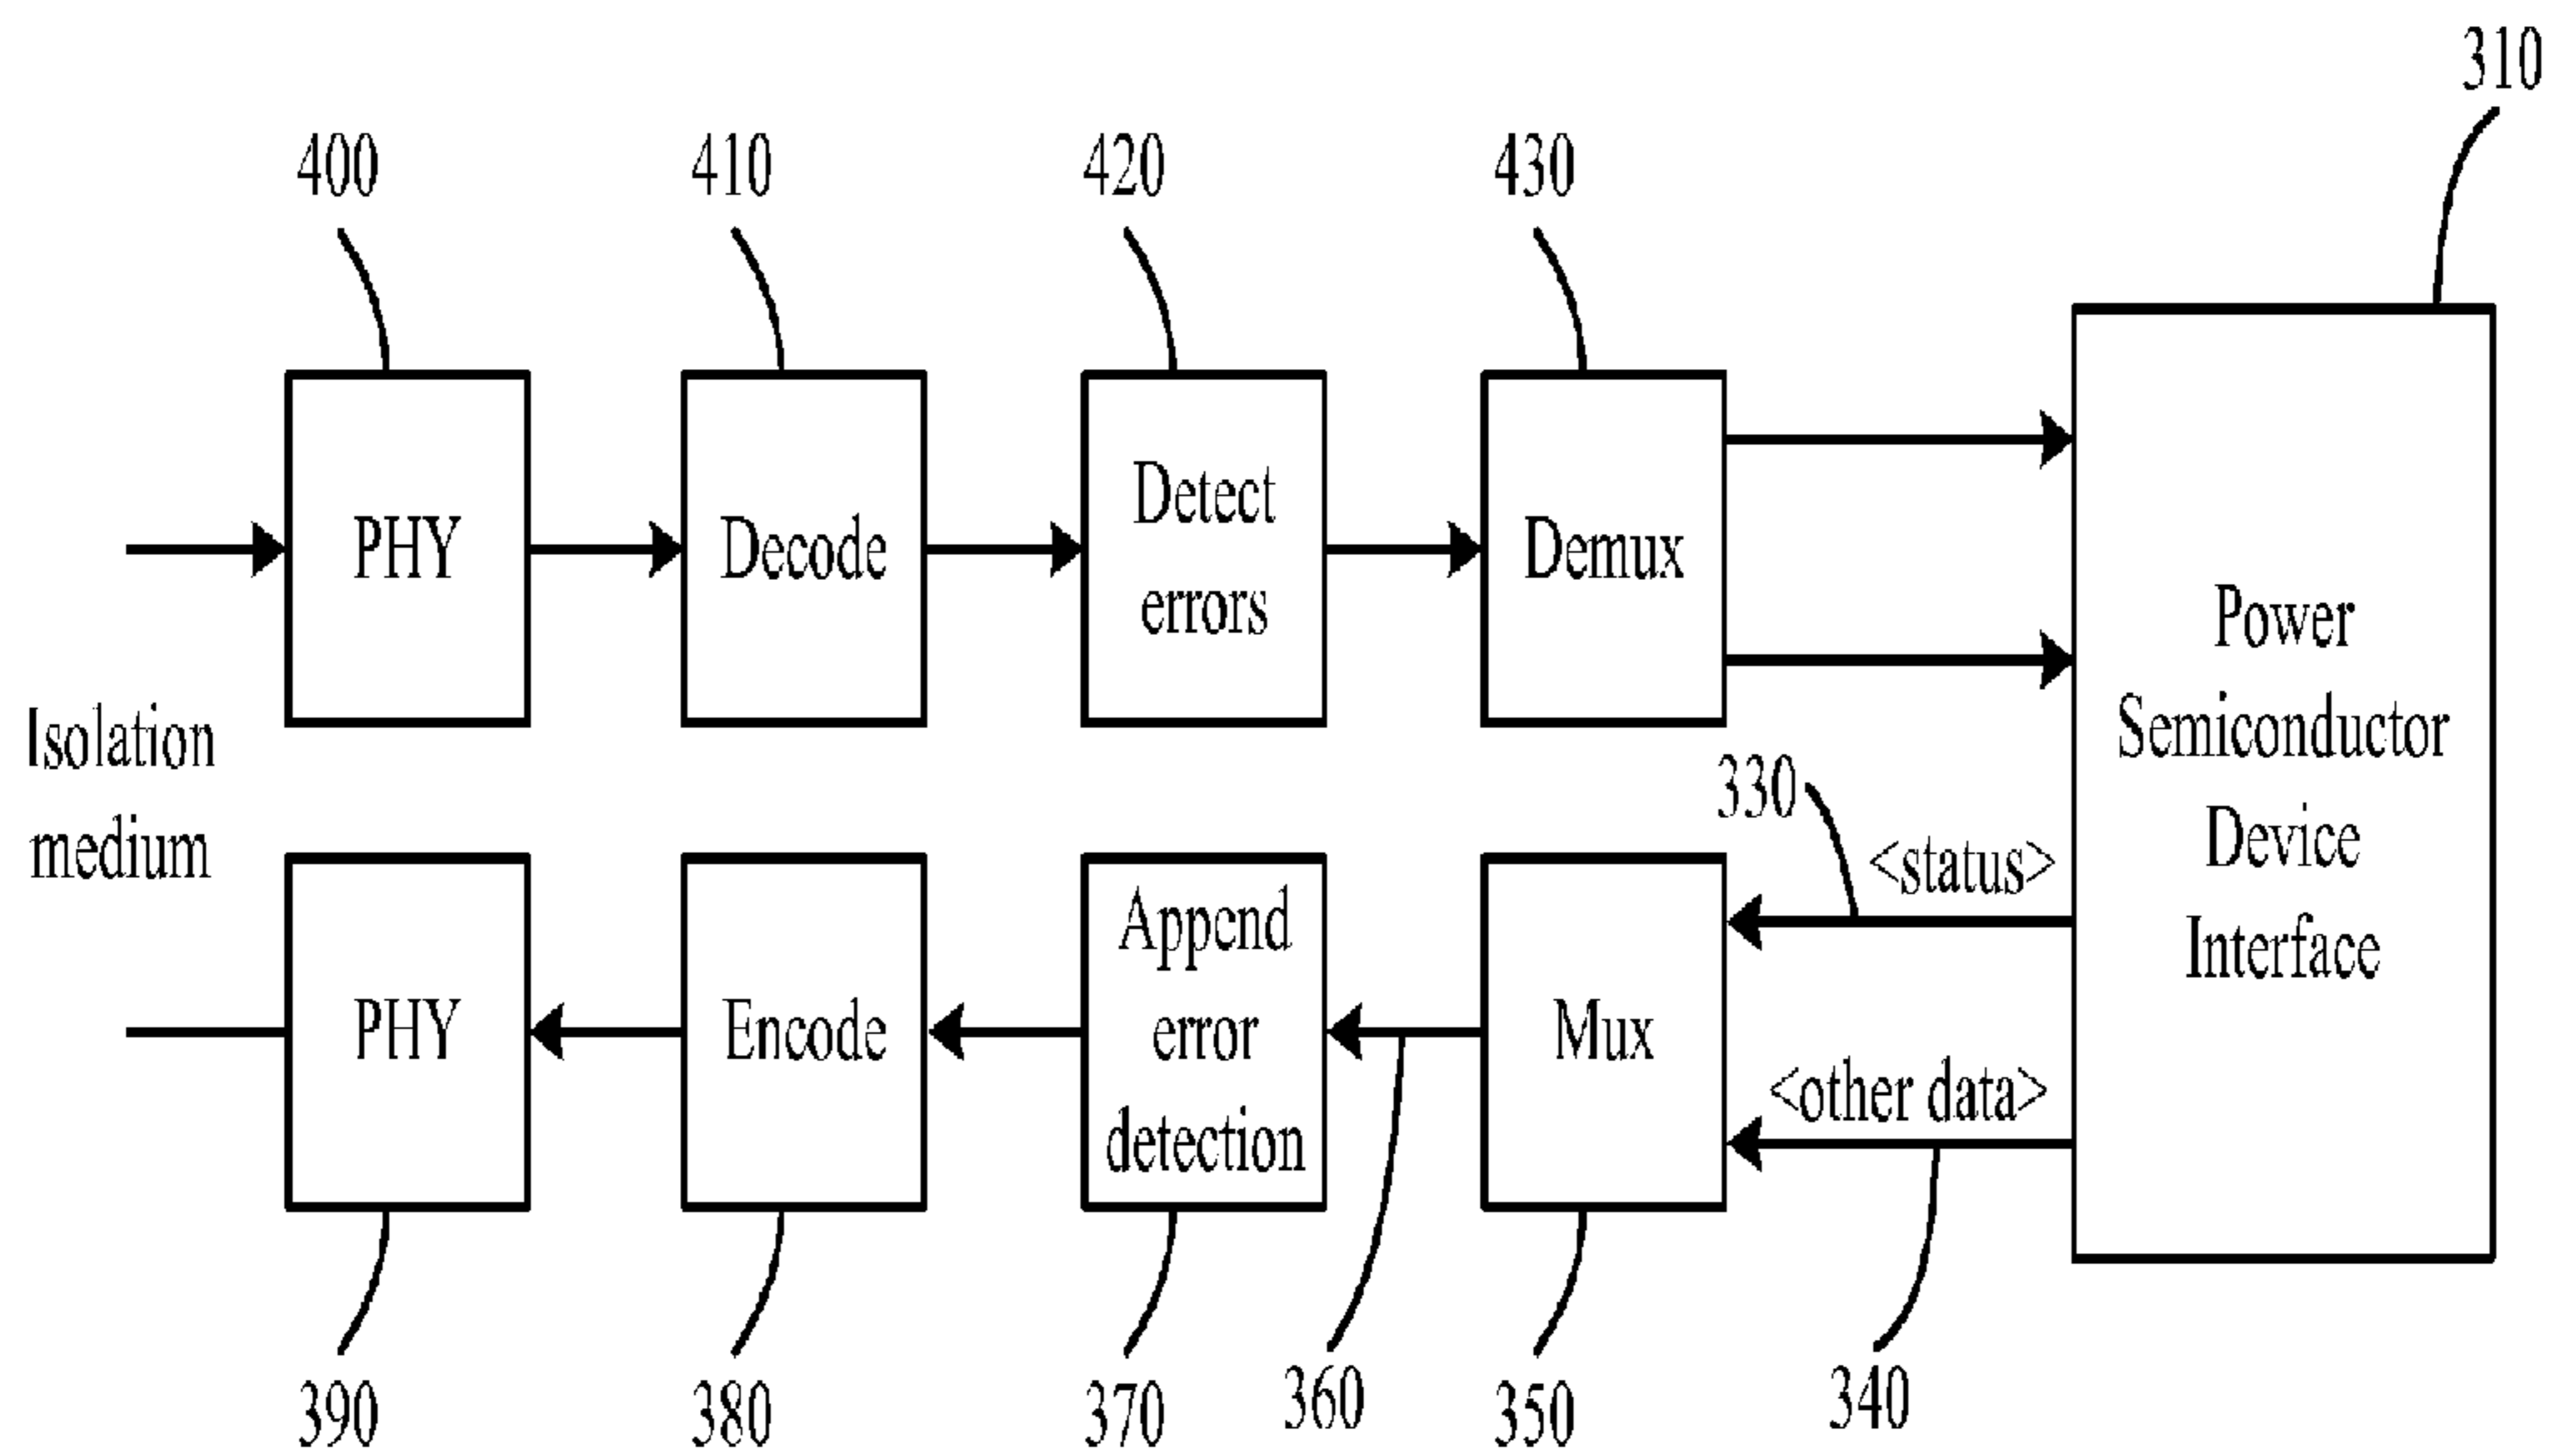 310
400
410
420
430
PHY
Decode
Detect
errors
Demux
Power
Semiconductor
Device
Interface
Isolation
medium
330
<status>
<other data>
PHY
Encode
Append
error
detection
Mux
390
380
370
360
350
340